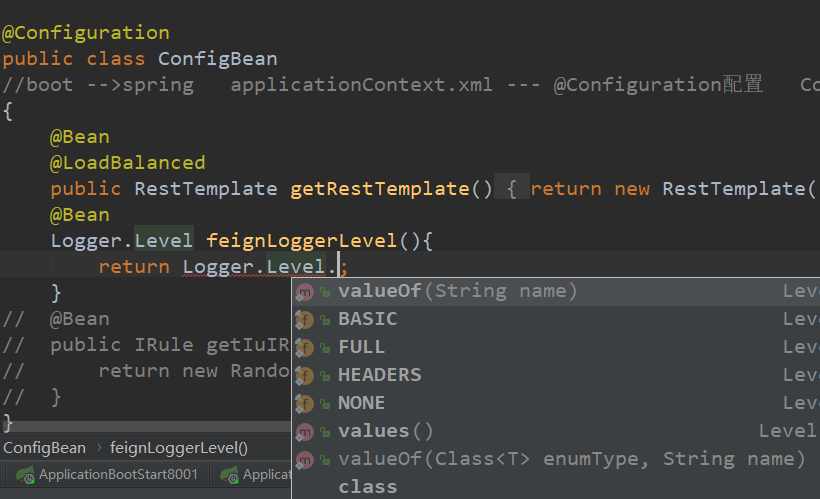 @Configuration
public class ConfigBean
//boot -->spring   applicationContext.xml --- @Configuration配置   Co
{
@Bean
@LoadBalanced
public RestTemplate getRestTemplate() { return new RestTemplate(
@Bean
Logger.Level feignLoggerLevel(){
return Logger.Level.;
}
valueOf(String name) Leve
//  @Bean
BASIC Leve
//  public IRule getIuIR
FULL Leve
//      return new Rando
HEADERS Leve
//  }
NONE Leve
}
values() Level
ConfigBean › feignLoggerLevel()
valueOf(Class<T> enumType, String name)
ApplicationBootStart8001 Applicat
class